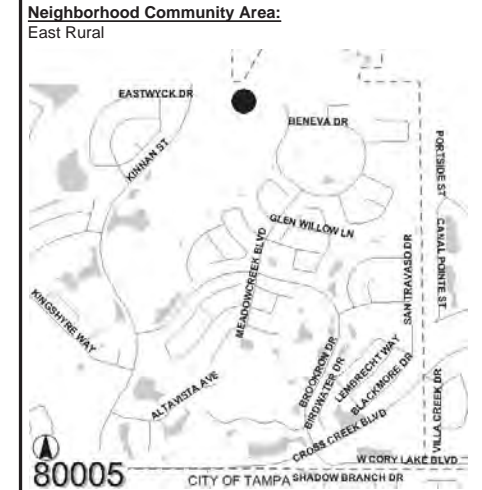 Neighborhood Community Area:
East Rural
EASTWYCK DR
BENEVA DR
KINNAN ST
PORTSIDE ST
GLEN WILLOW LN
CANAL POINTE ST
MEADOWCREEK BLVD
SAN TRAVASO DR
KINGSHYRE WAY
BROOKRON DR
BIRDWATER DR
LEMBRECHT WAY
BLACKMORE DR
ALTAVISTA AVE
VILLA CREEK DR
CROSS CREEK BLVD
W CORY LAKE BLVD
80005
CITY OF TAMPA SHADOW BRANCH DR